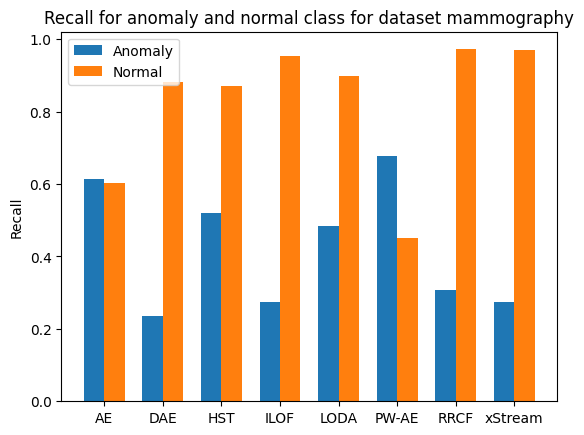 Recall for anomaly and normal class for dataset mammography
Anomaly
Normal
1.0
0.8
0.6
0.4
0.2
0.0
Recall
AE DAE HST ILOF LODA PW-AE RRCF xStream